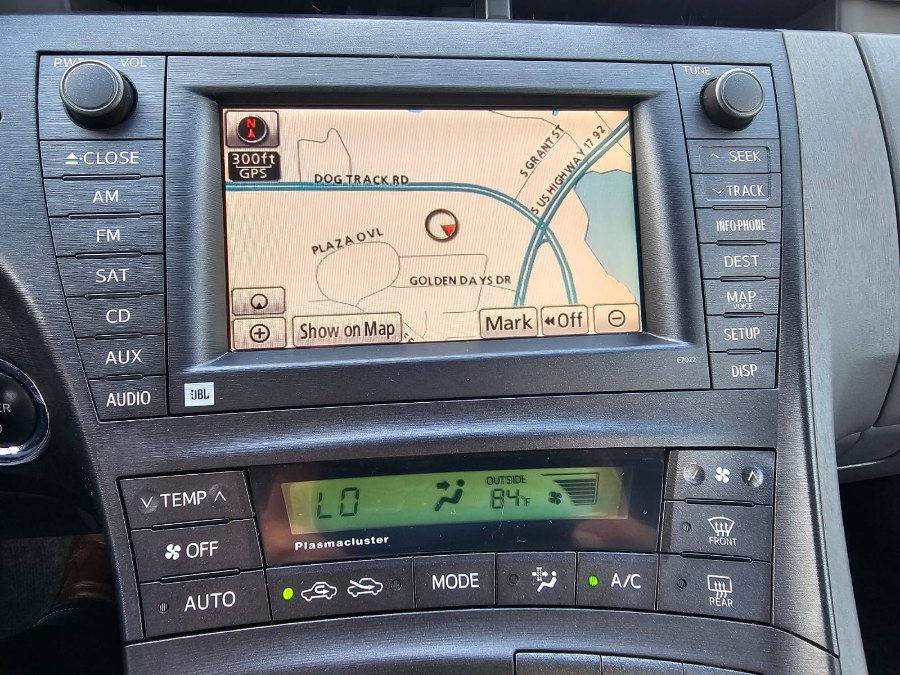 PWR VOL
TUNE
CLOSE
AM
FM
SAT
CD
AUX
AUDIO
N
300ft
GPS
DOG TRACK RD
S GRANT ST
S US HIGHWAY 17 92
PLAZA OVL
GOLDEN DAYS DR
Show on Map
Mark
Off
JBL
E7022
SEEK
TRACK
INFO·PHONE
DEST
MAP
VOICE
SETUP
DISP
TEMP
OFF
AUTO
LO
OUTSIDE
84°F
Plasmacluster
MODE
A/C
FRONT
REAR